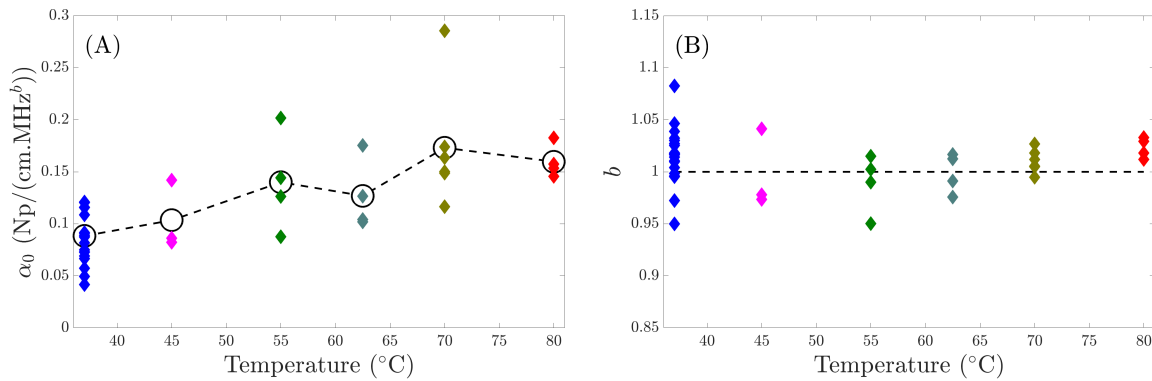 (A)
0.3
0.25
0.2
0.15
0.1
0.05
0
α₀ (Np/(cm.MHzᵇ))
40 45 50 55 60 65 70 75 80
Temperature (°C)
(B)
1.15
1.1
1.05
1
0.95
0.9
0.85
b
40 45 50 55 60 65 70 75 80
Temperature (°C)